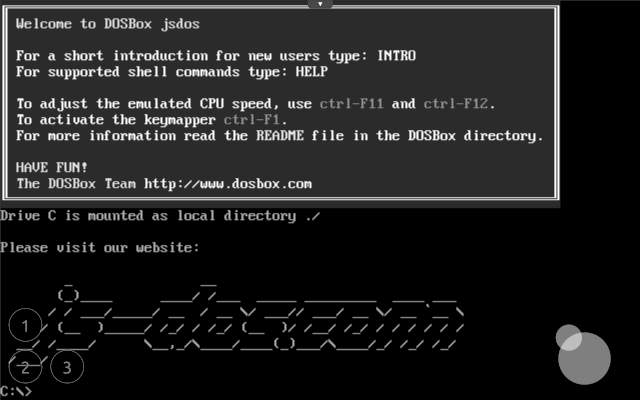 Welcome to DOSBox jsdos
For a short introduction for new users type: INTRO
For supported shell commands type: HELP
To adjust the emulated CPU speed, use ctrl-F11 and ctrl-F12.
To activate the keymapper ctrl-F1.
For more information read the README file in the DOSBox directory.
HAVE FUN!
The DOSBox Team http://www.dosbox.com
Drive C is mounted as local directory ./
Please visit our website:
js-dos.com
1
2 3
C:\>